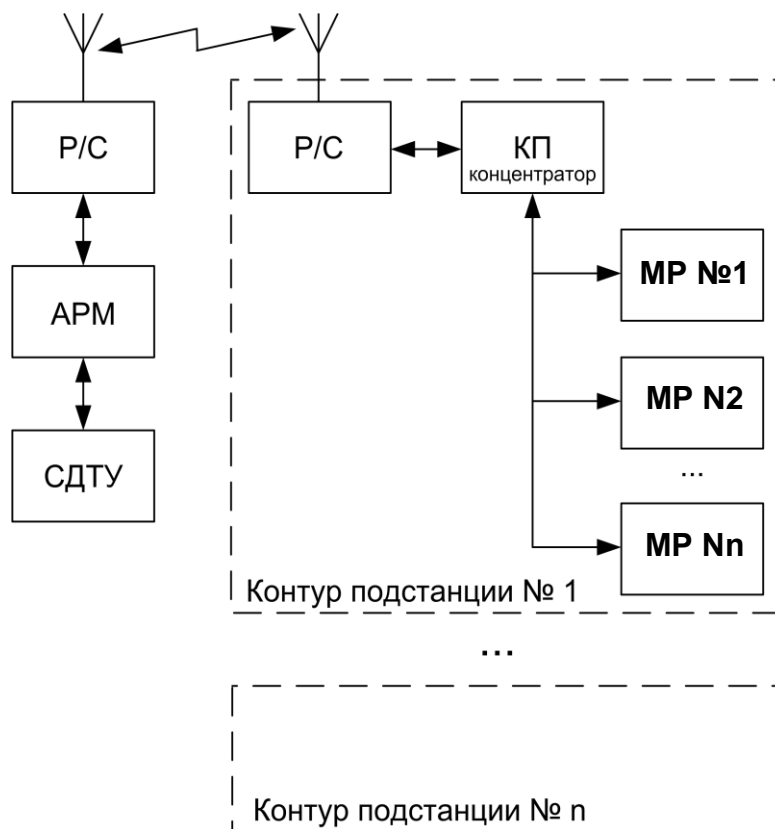 Р/С
Р/С
КП
концентратор
АРМ
СДТУ
МР №1
МР N2
...
МР Nn
Контур подстанции № 1
...
Контур подстанции № n